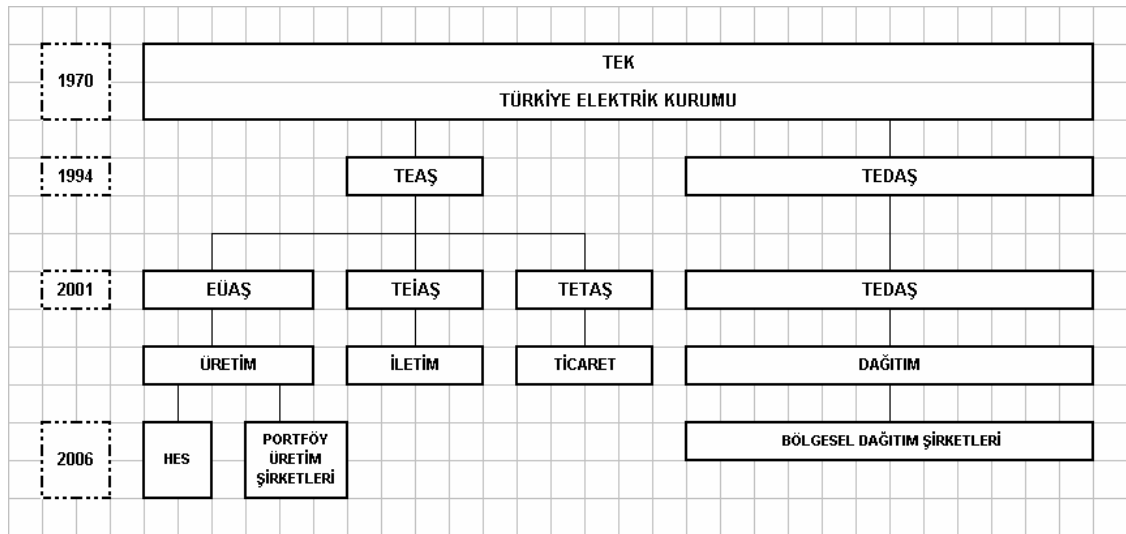 TEK
1970
TÜRKİYE ELEKTRİK KURUMU
1994
TEAŞ
TEDAŞ
2001
EÜAŞ
TEİAŞ
TETAŞ
TEDAŞ
ÜRETİM
İLETİM
TİCARET
DAĞITIM
2006
HES
PORTFÖY
ÜRETİM
ŞİRKETLERİ
BÖLGESEL DAĞITIM ŞİRKETLERİ